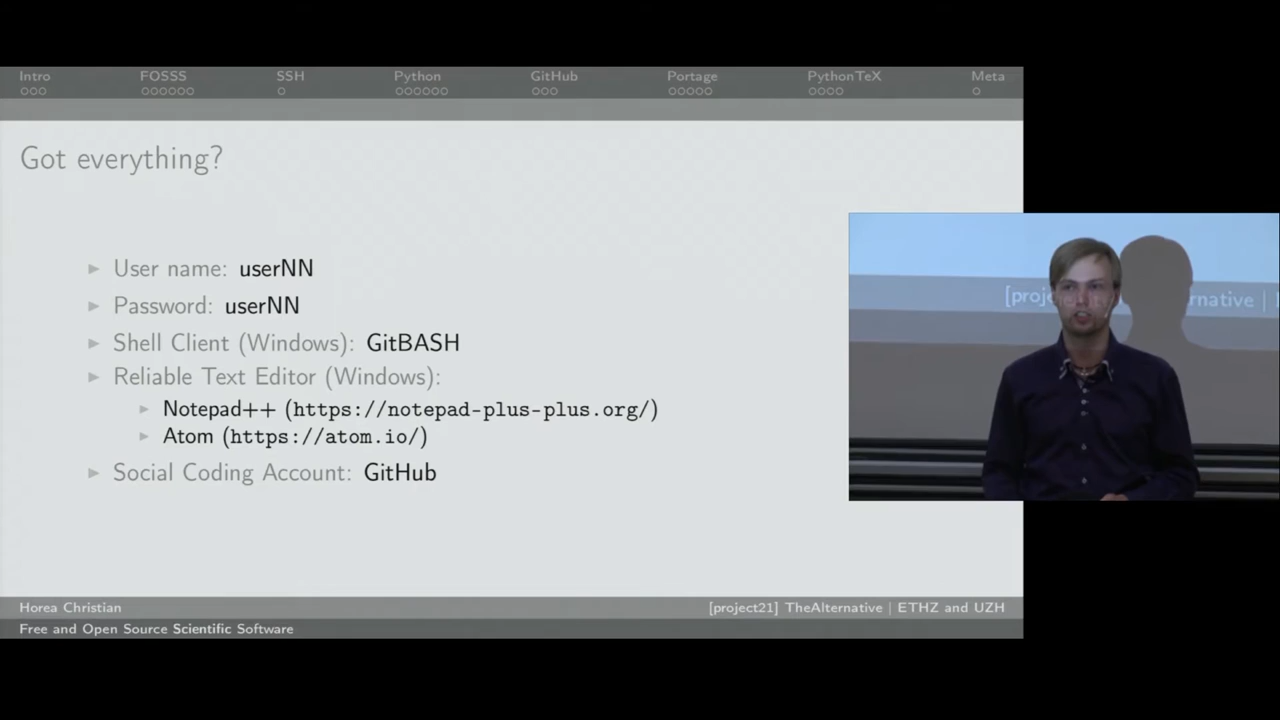 Intro FOSSS SSH Python GitHub Portage PythonTeX Meta
Got everything?
User name: userNN
Password: userNN
Shell Client (Windows): GitBASH
Reliable Text Editor (Windows):
Notepad++ (https://notepad-plus-plus.org/)
Atom (https://atom.io/)
Social Coding Account: GitHub
[proj rnative |
Horea Christian [project21] TheAlternative | ETHZ and UZH
Free and Open Source Scientific Software